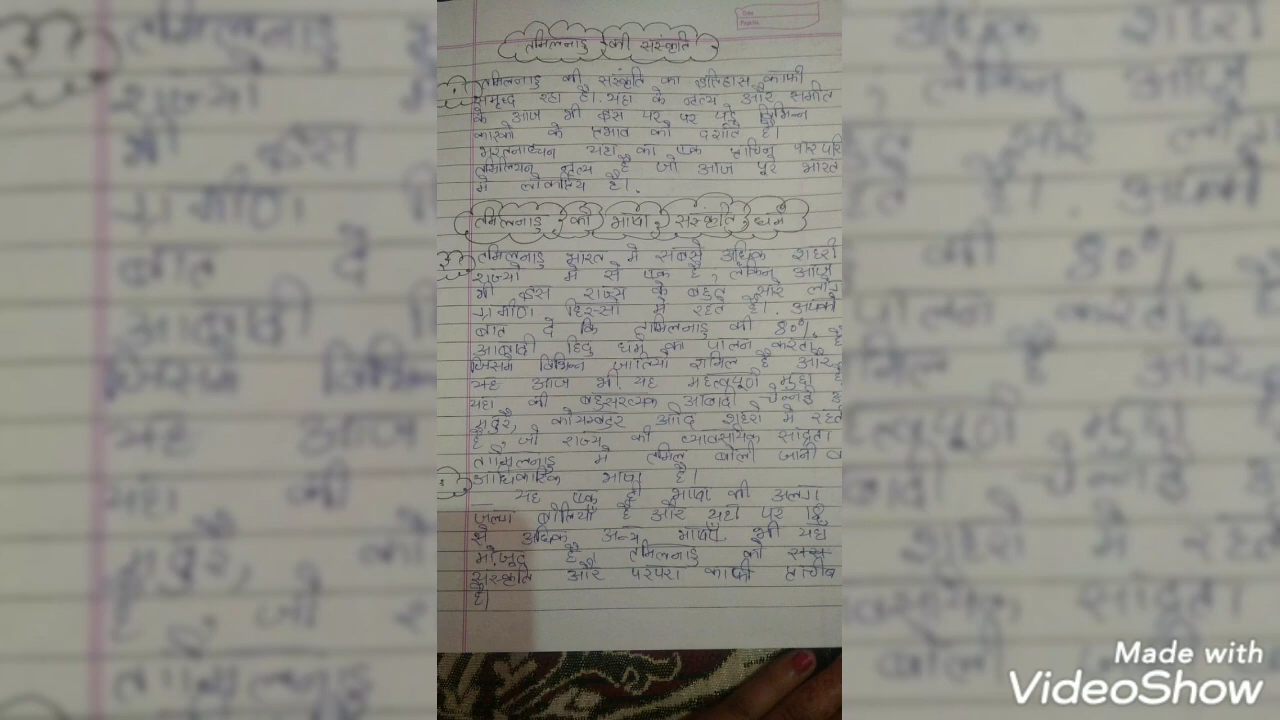 तमिलनाडु की संस्कृति
तमिलनाडु की संस्कृति का इतिहास काफी
समृध्द रहा है। यहा के नृत्य और संगीत
के आज भी इस पर पर पड़े विभिन्न
कारको के प्रभाव को दर्शाते है।
भरतनाट्यन यहा का एक प्राचिन
तमिलियन नृत्य है जो आज पूरे भारत
मे लोकप्रिय है।
तमिलनाडु की भाषा संस्कृति धर्म
तमिलनाडु भारत मे सबसे अधिक शहरी
राज्यो मे से एक है, लेकिन आज
भी इस राज्य के बहुत सारे लोग
ग्रामीण हिस्सो मे रहते है। आपको
बात दे कि तमिलनाडु की 80% 
आबादी हिंदु धर्म का पालन करता है
जिसमे विभिन्न जातिया शामिल है और
यह आज भी यह महत्वपूर्ण मुद्दा है
यहा की बहुसंख्यक आबादी चेन्नई
मदुरै, कोयम्बटूर आदि शहरो मे रहते
है, जो राज्य की व्यावसायिक सांद्रता
तामिलनाडु मे तमिल बोली जानी
आधिकारिक भाषा है।
यह एक ही भाषा की अलग
अलग बोलियाँ है और यहा पर
से अधिक अन्य भाषाए भी यहा
मौजूद है। तमिलनाडु की
संस्कृति और परंपरा काफी प्राचीब
है।
Made with
VideoShow